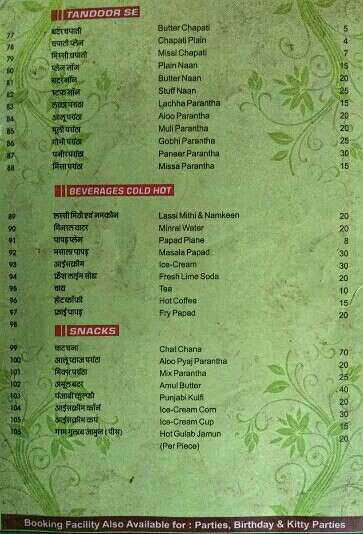 TANDOOR SE
77 बटर चपाती Butter Chapati 5
78 चपाती प्लेन Chapati Plain 4
79 मिस्सी चपाती Missi Chapati 7
80 प्लेन नॉन Plain Naan 15
81 बटर नॉन Butter Naan 20
82 स्टफ नॉन Stuff Naan 25
83 लच्छा परांठा Lachha Parantha 20
84 आलू परांठा Aloo Parantha 20
85 मूली परांठा Muli Parantha 20
86 गोभी परांठा Gobhi Parantha 25
87 पनीर परांठा Paneer Parantha 30
88 मिस्सा परांठा Missa Parantha 15
BEVERAGES COLD HOT
89 लस्सी मिठी एवं नमकीन Lassi Mithi & Namkeen 20
90 मिनरल वाटर Minral Water 20
91 पापड़ प्लेन Papad Plane 8
92 मसाला पापड़ Masala Papad 30
93 आईसक्रीम Ice-Cream 30
94 फ्रैश लाईम सोडा Fresh Lime Soda 20
95 चाय Tea 10
96 होट कॉफी Hot Coffee 15
97 फ्राई पापड़ Fry Papad 20
98
SNACKS
99 चाट चना Chat Chana 70
100 आलू प्याज परांठा Aloo Pyaj Parantha 20
101 मिक्स परांठा Mix Parantha 25
102 अमूल बटर Amul Butter
103 पंजाबी कुल्फी Punjabi Kulfi
104 आईसक्रीम कॉर्न Ice-Cream Corn
105 आईसक्रीम कप Ice-Cream Cup
गरम गुलाब जामुन ( पीस) Hot Gulab Jamun
(Per Piece)
Booking Facility Also Available for : Parties, Birthday & Kitty Parties